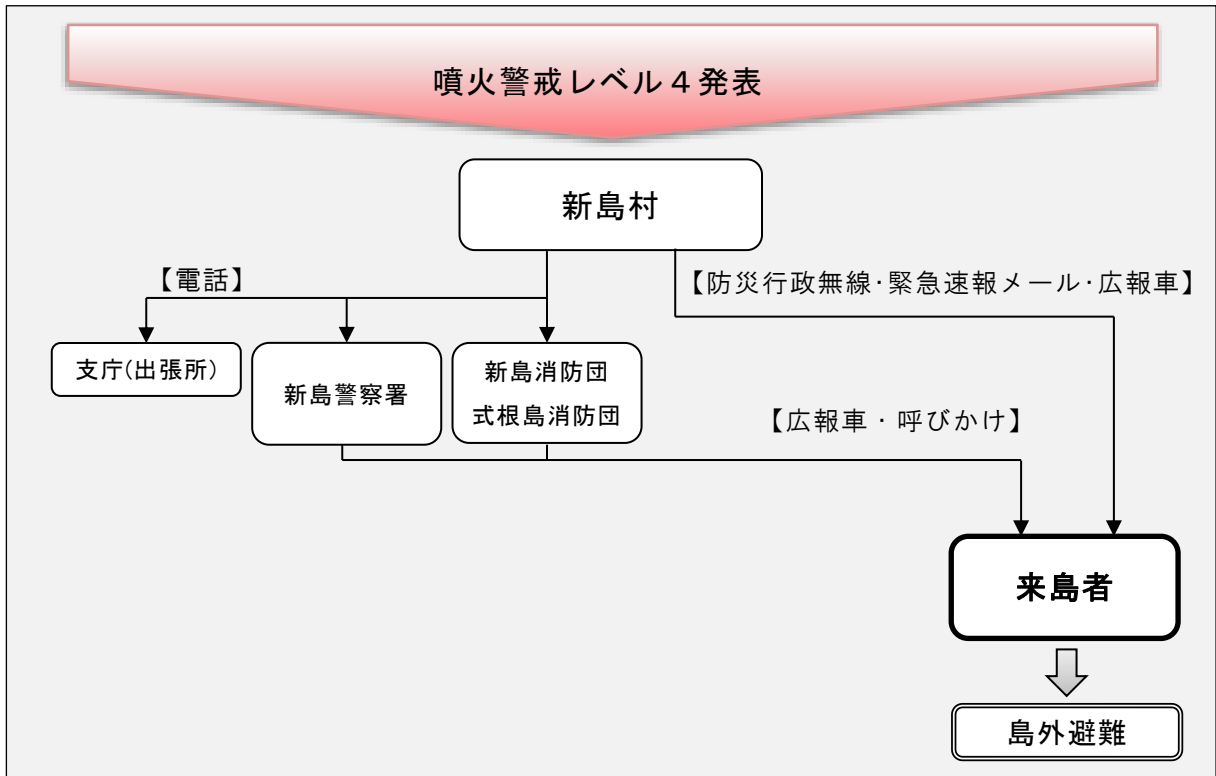 噴火警戒レベル４発表
新島村
【電話】
【防災行政無線･緊急速報メール･広報車】
支庁(出張所)
新島警察署
新島消防団
式根島消防団
【広報車・呼びかけ】
来島者
島外避難